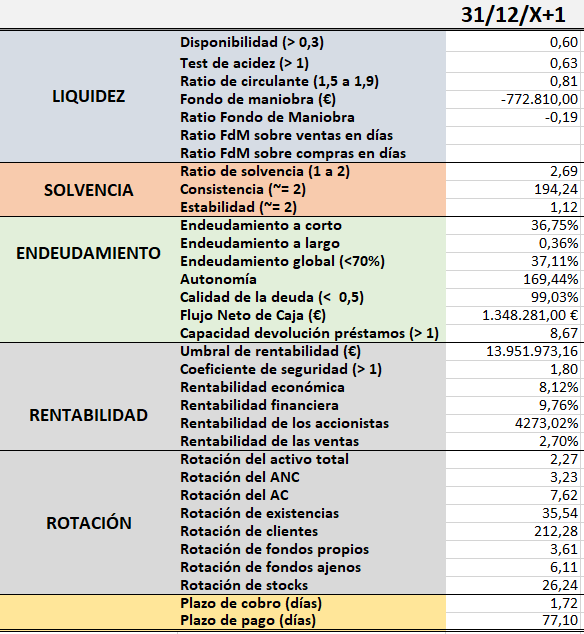 31/12/X+1
LIQUIDEZ
Disponibilidad (> 0,3) 0,60
Test de acidez (> 1) 0,63
Ratio de circulante (1,5 a 1,9) 0,81
Fondo de maniobra (€) -772.810,00
Ratio Fondo de Maniobra -0,19
Ratio FdM sobre ventas en días
Ratio FdM sobre compras en días
SOLVENCIA
Ratio de solvencia (1 a 2) 2,69
Consistencia (~= 2) 194,24
Estabilidad (~= 2) 1,12
ENDEUDAMIENTO
Endeudamiento a corto 36,75%
Endeudamiento a largo 0,36%
Endeudamiento global (<70%) 37,11%
Autonomía 169,44%
Calidad de la deuda (< 0,5) 99,03%
Flujo Neto de Caja (€) 1.348.281,00 €
Capacidad devolución préstamos (> 1) 8,67
RENTABILIDAD
Umbral de rentabilidad (€) 13.951.973,16
Coeficiente de seguridad (> 1) 1,80
Rentabilidad económica 8,12%
Rentabilidad financiera 9,76%
Rentabilidad de los accionistas 4273,02%
Rentabilidad de las ventas 2,70%
ROTACIÓN
Rotación del activo total 2,27
Rotación del ANC 3,23
Rotación del AC 7,62
Rotación de existencias 35,54
Rotación de clientes 212,28
Rotación de fondos propios 3,61
Rotación de fondos ajenos 6,11
Rotación de stocks 26,24
Plazo de cobro (días) 1,72
Plazo de pago (días) 77,10